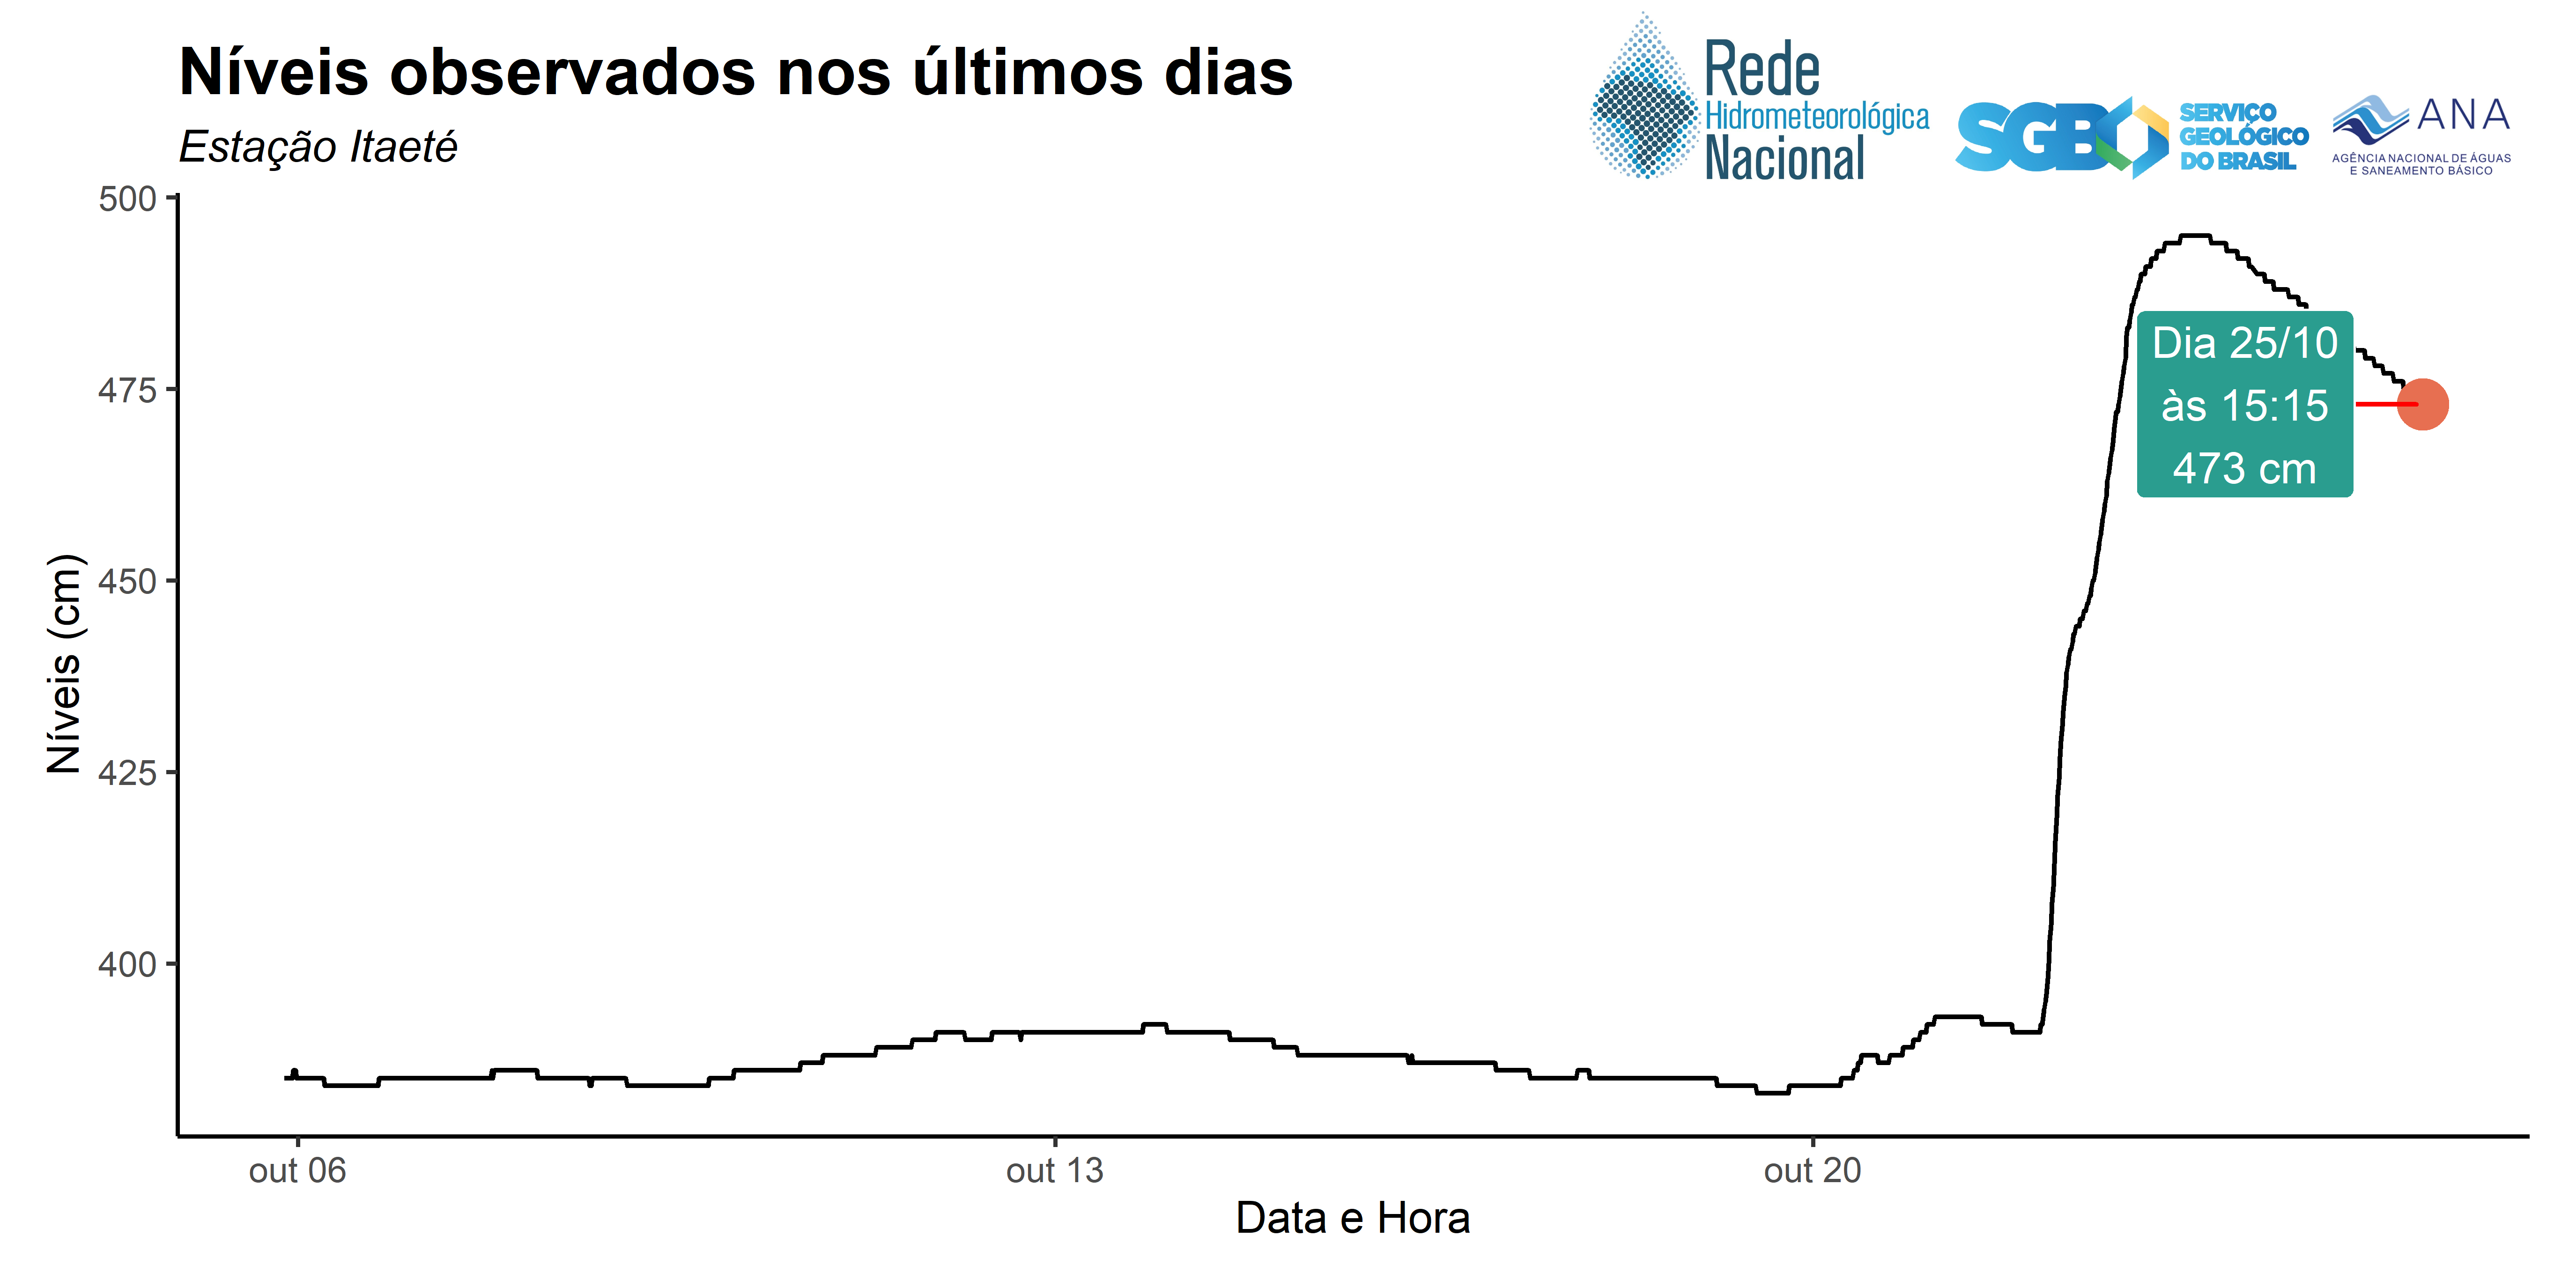 Níveis observados nos últimos dias
Estação Itaeté
Rede
Hidrometeorológica
Nacional
SGB
SERVIÇO
GEOLÓGICO
DO BRASIL
ANA
AGÊNCIA NACIONAL DE ÁGUAS
E SANEAMENTO BÁSICO
500
475
450
425
400
Níveis (cm)
Dia 25/10
às 15:15
473 cm
out 06
out 13
out 20
Data e Hora